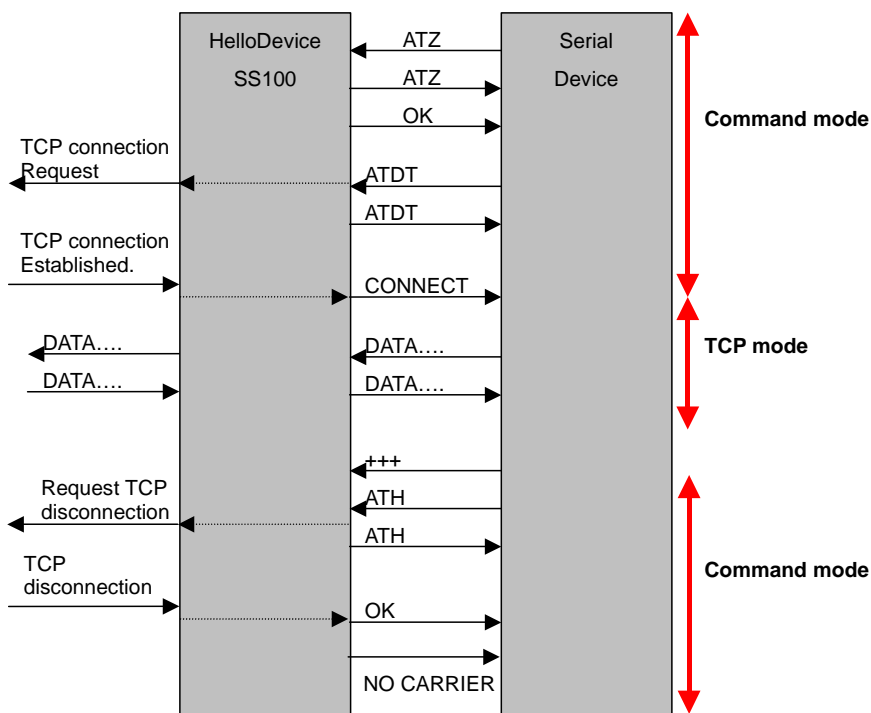 HelloDevice
SS100
ATZ
Serial
Device
ATZ
OK
Command mode
TCP connection
Request
ATDT
ATDT
TCP connection
Established.
CONNECT
DATA....
DATA....
TCP mode
DATA....
DATA....
+++
Request TCP
disconnection
ATH
ATH
TCP
disconnection
Command mode
OK
NO CARRIER